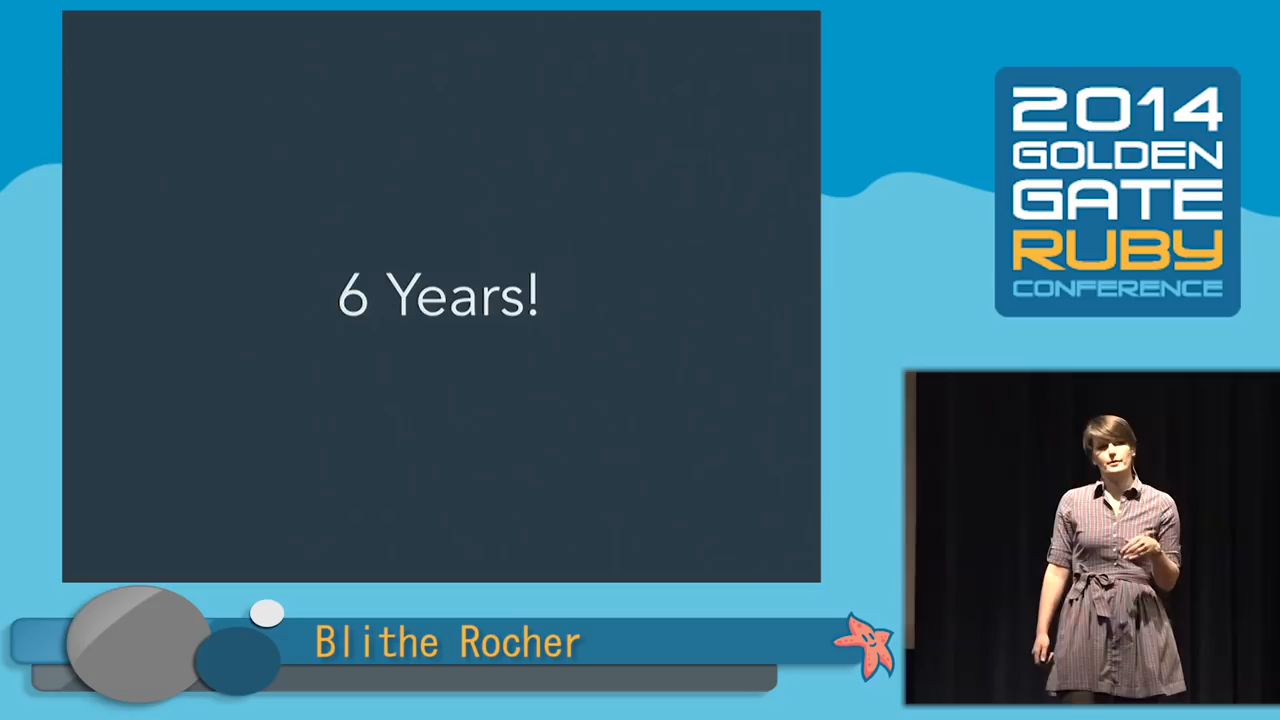 6 Years!
2014
GOLDEN
GATE
RUBY
CONFERENCE
Blithe Rocher